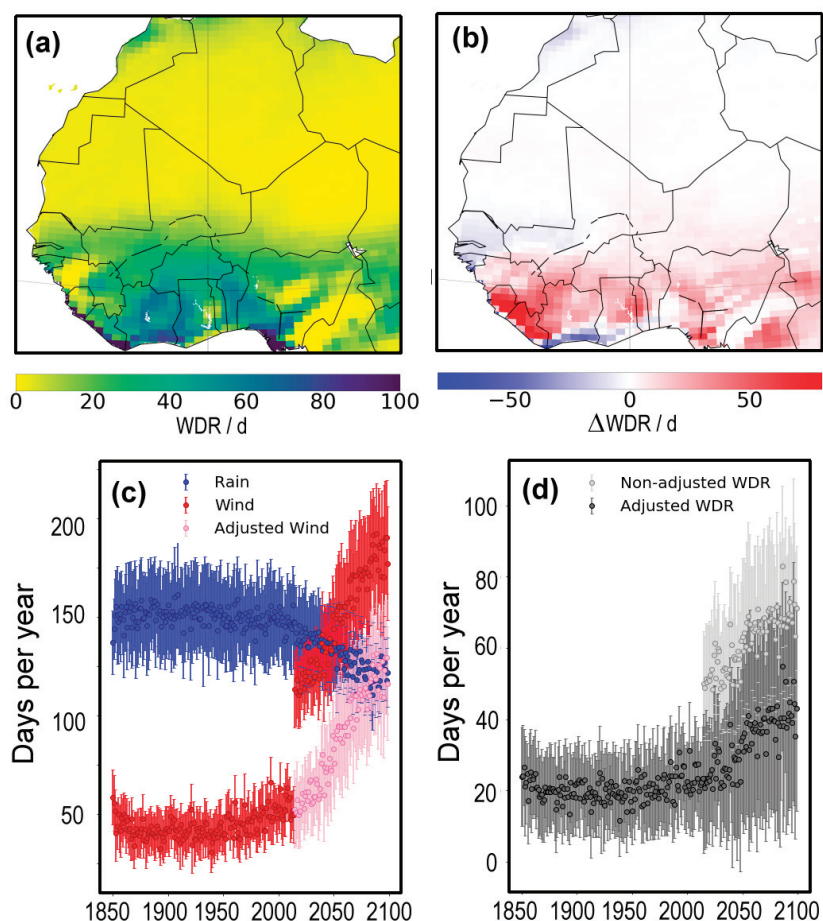 (a)
(b)
0 20 40 60 80 100
WDR / d
−50 0 50
ΔWDR / d
(c)
Rain
Wind
Adjusted Wind
200
150
100
50
Days per year
1850 1900 1950 2000 2050 2100
(d)
Non-adjusted WDR
Adjusted WDR
100
80
60
40
20
0
Days per year
1850 1900 1950 2000 2050 2100